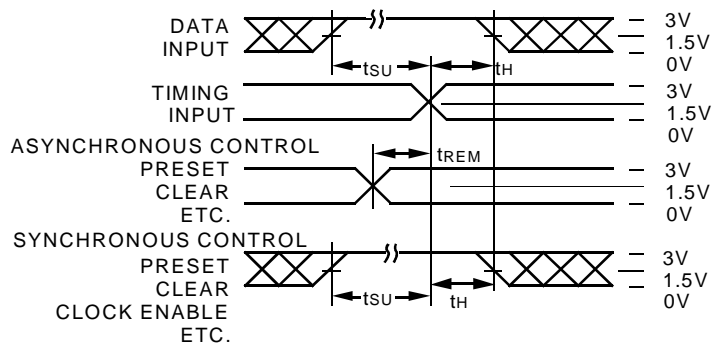 DATA INPUT
3V
1.5V
0V
tSU
tH
TIMING INPUT
3V
1.5V
0V
ASYNCHRONOUS CONTROL
PRESET
CLEAR
ETC.
tREM
3V
1.5V
0V
SYNCHRONOUS CONTROL
PRESET
CLEAR
CLOCK ENABLE
ETC.
tSU
tH
3V
1.5V
0V